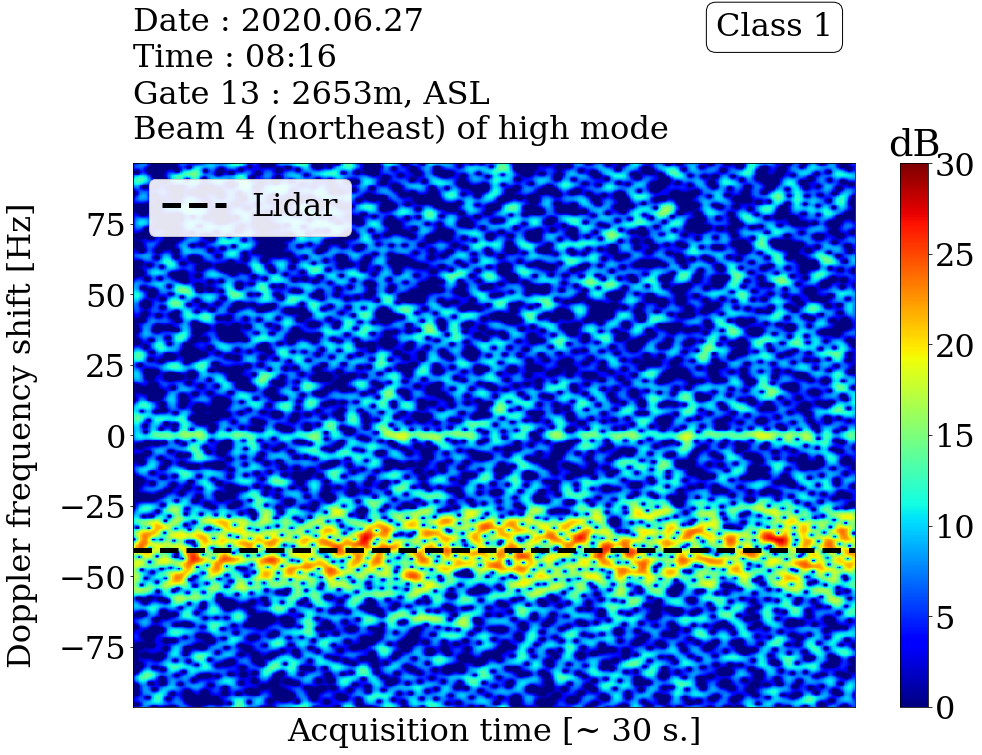 Date : 2020.06.27
Time : 08:16
Gate 13 : 2653m, ASL
Beam 4 (northeast) of high mode
Class 1
dB
Lidar
Doppler frequency shift [Hz]
75
50
25
0
−25
−50
−75
30
25
20
15
10
5
0
Acquisition time [~ 30 s.]